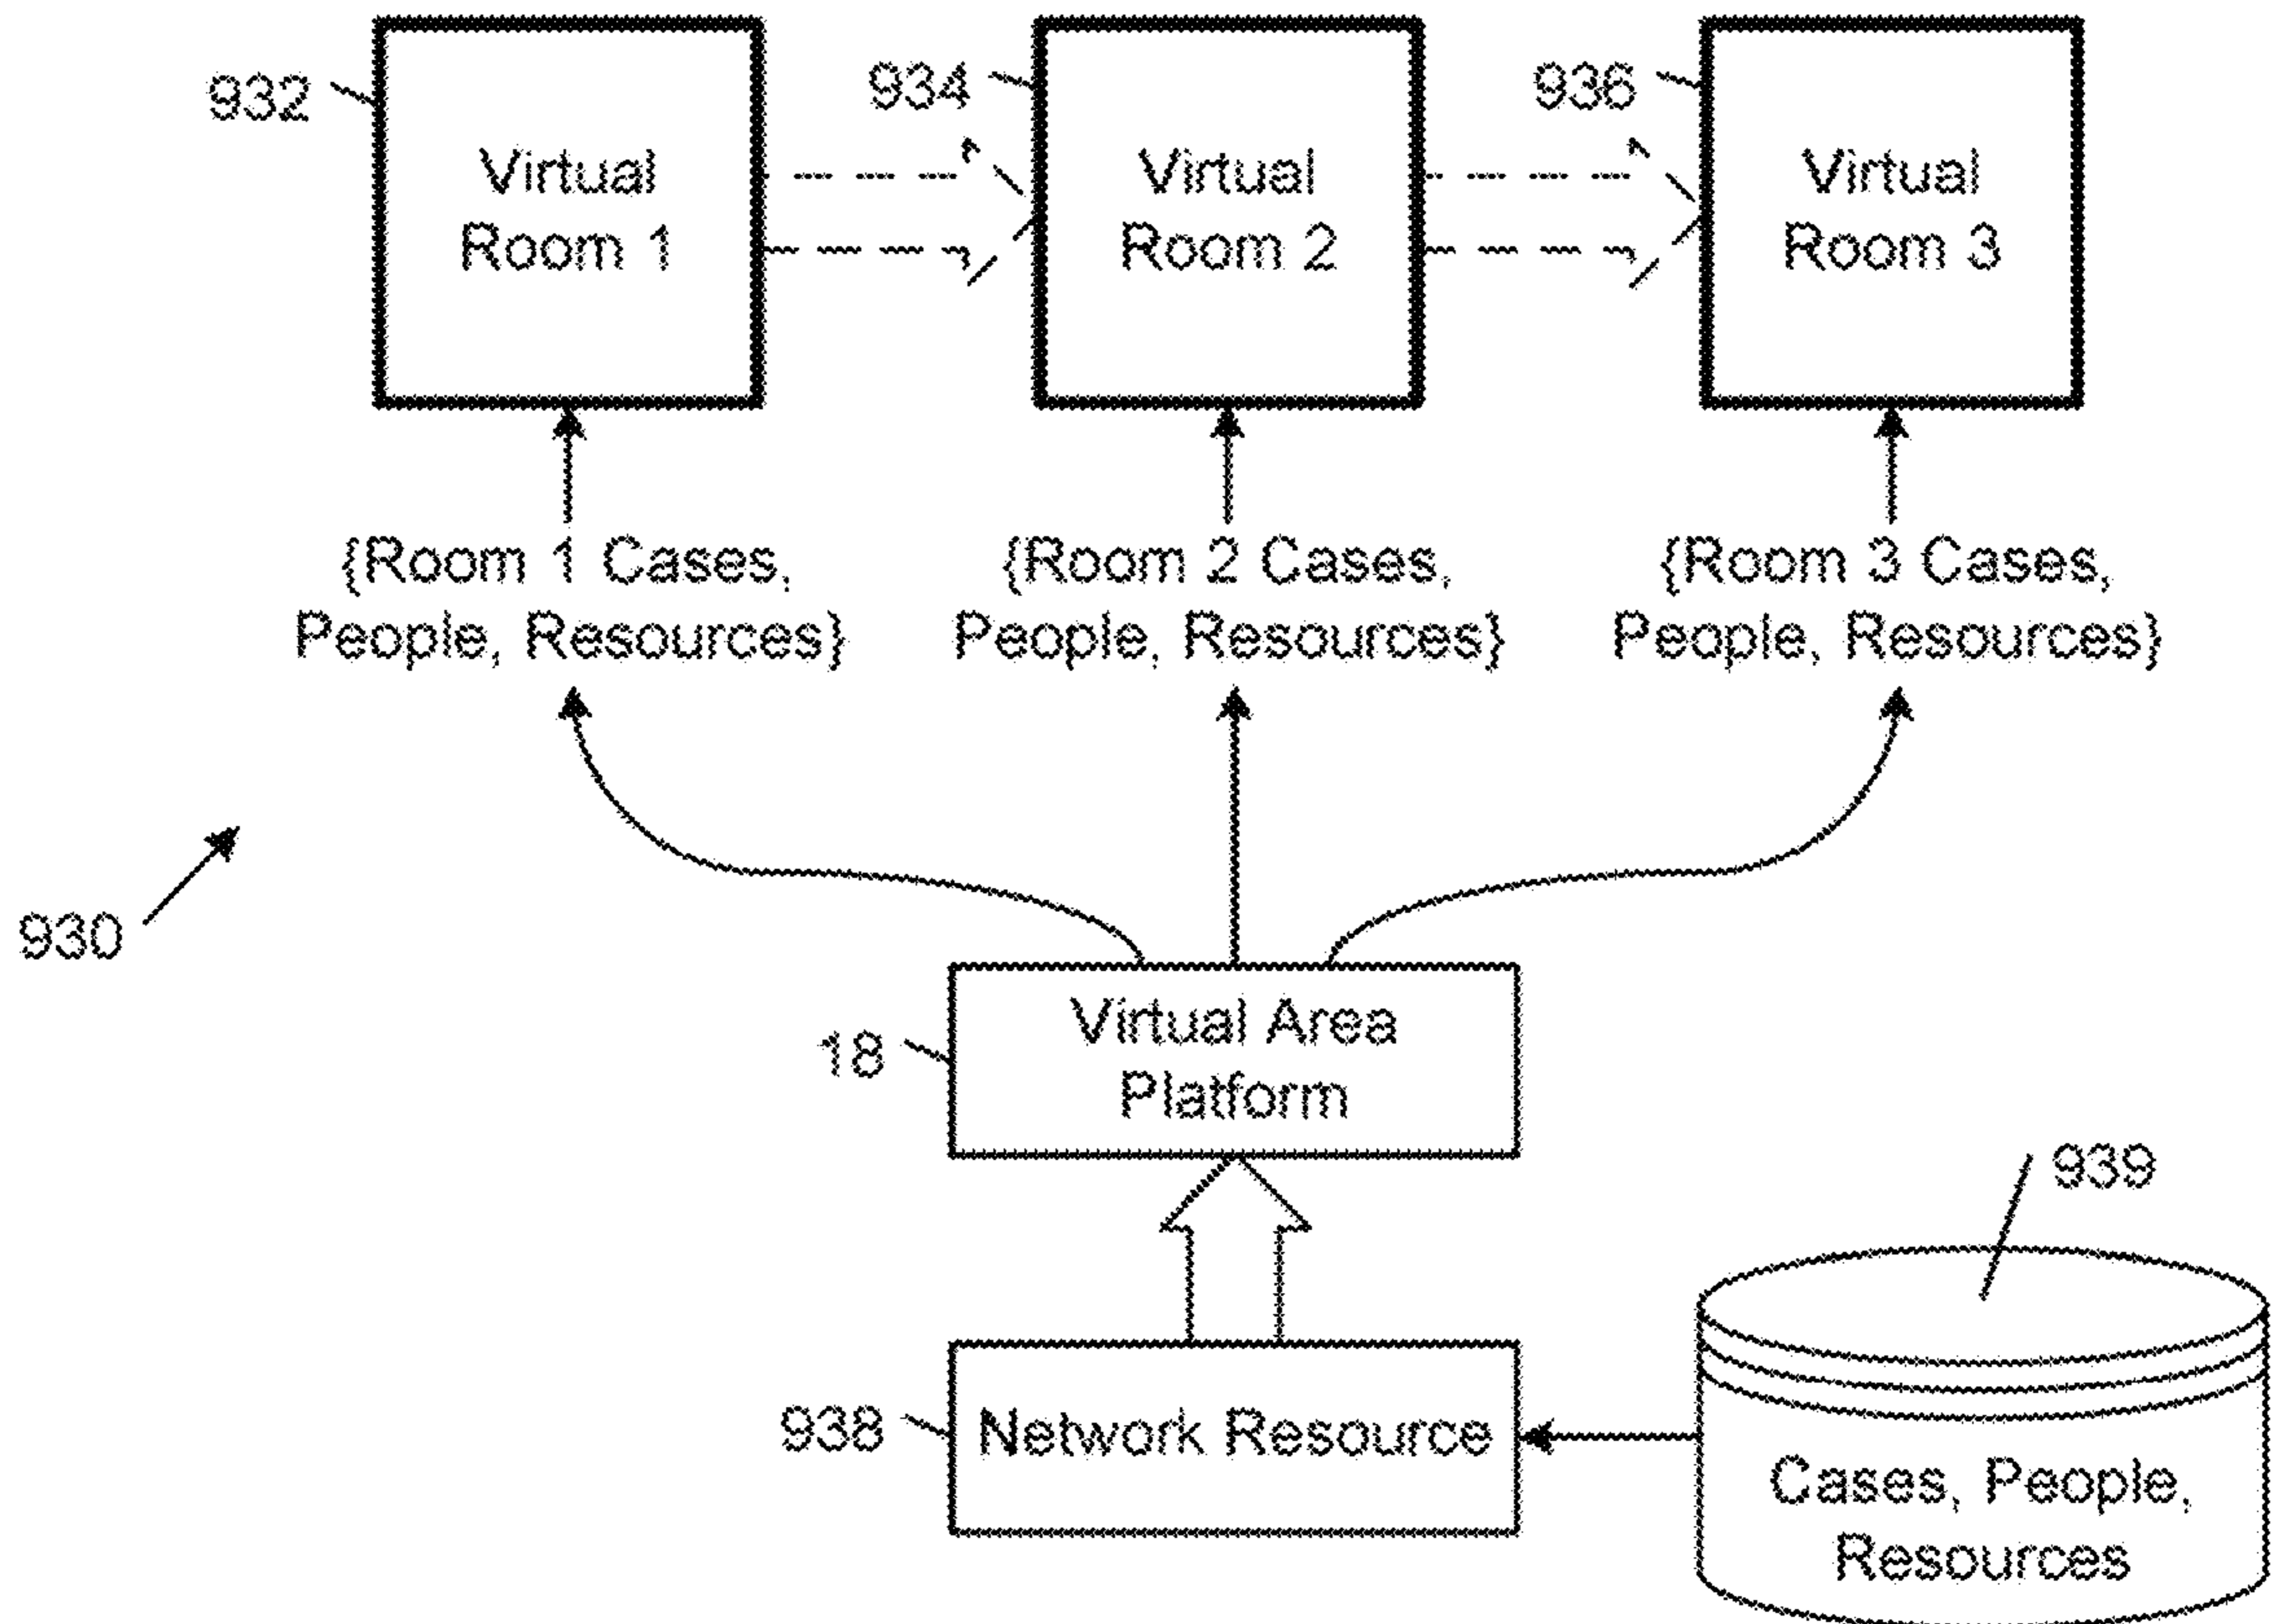 932
934
936
Virtual
Room 1
Virtual
Room 2
Virtual
Room 3
{Room 1 Cases,
People, Resources}
{Room 2 Cases,
People, Resources}
{Room 3 Cases,
People, Resources}
930
18
Virtual Area
Platform
939
938
Network Resource
Cases, People,
Resources